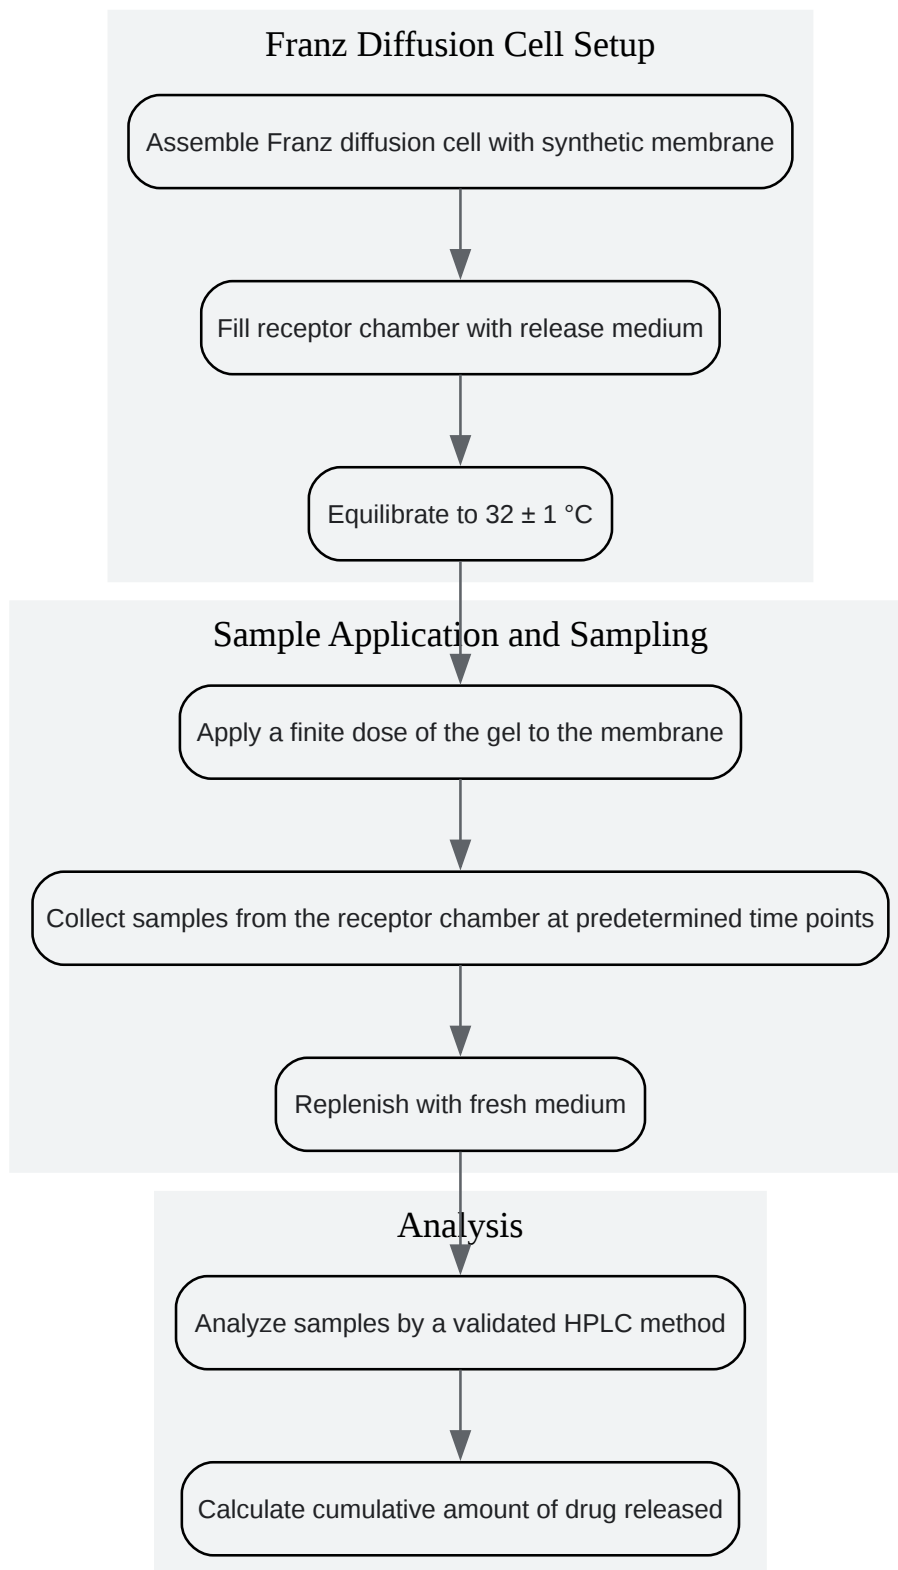 Franz Diffusion Cell Setup
Assemble Franz diffusion cell with synthetic membrane
Fill receptor chamber with release medium
Equilibrate to 32 ± 1 °C
Sample Application and Sampling
Apply a finite dose of the gel to the membrane
Collect samples from the receptor chamber at predetermined time points
Replenish with fresh medium
Analysis
Analyze samples by a validated HPLC method
Calculate cumulative amount of drug released